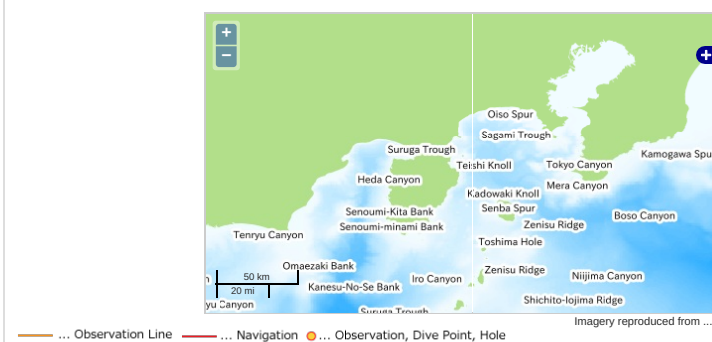 +
−
+
Oiso Spur
Sagami Trough
Suruga Trough
Kamogawa Spu
Teishi Knoll
Tokyo Canyon
Heda Canyon
Mera Canyon
Kadowaki Knoll
Senoumi-Kita Bank
Senba Spur
Boso Canyon
Senoumi-minami Bank
Zenisu Ridge
Tenryu Canyon
Toshima Hole
Omaezaki Bank
Zenisu Ridge
n
50 km
Iro Canyon
Niijima Canyon
20 mi
Kanesu-No-Se Bank
yu Canyon
Shichito-Iojima Ridge
Suruga Trough
Imagery reproduced from ...
... Observation Line
... Navigation
... Observation, Dive Point, Hole